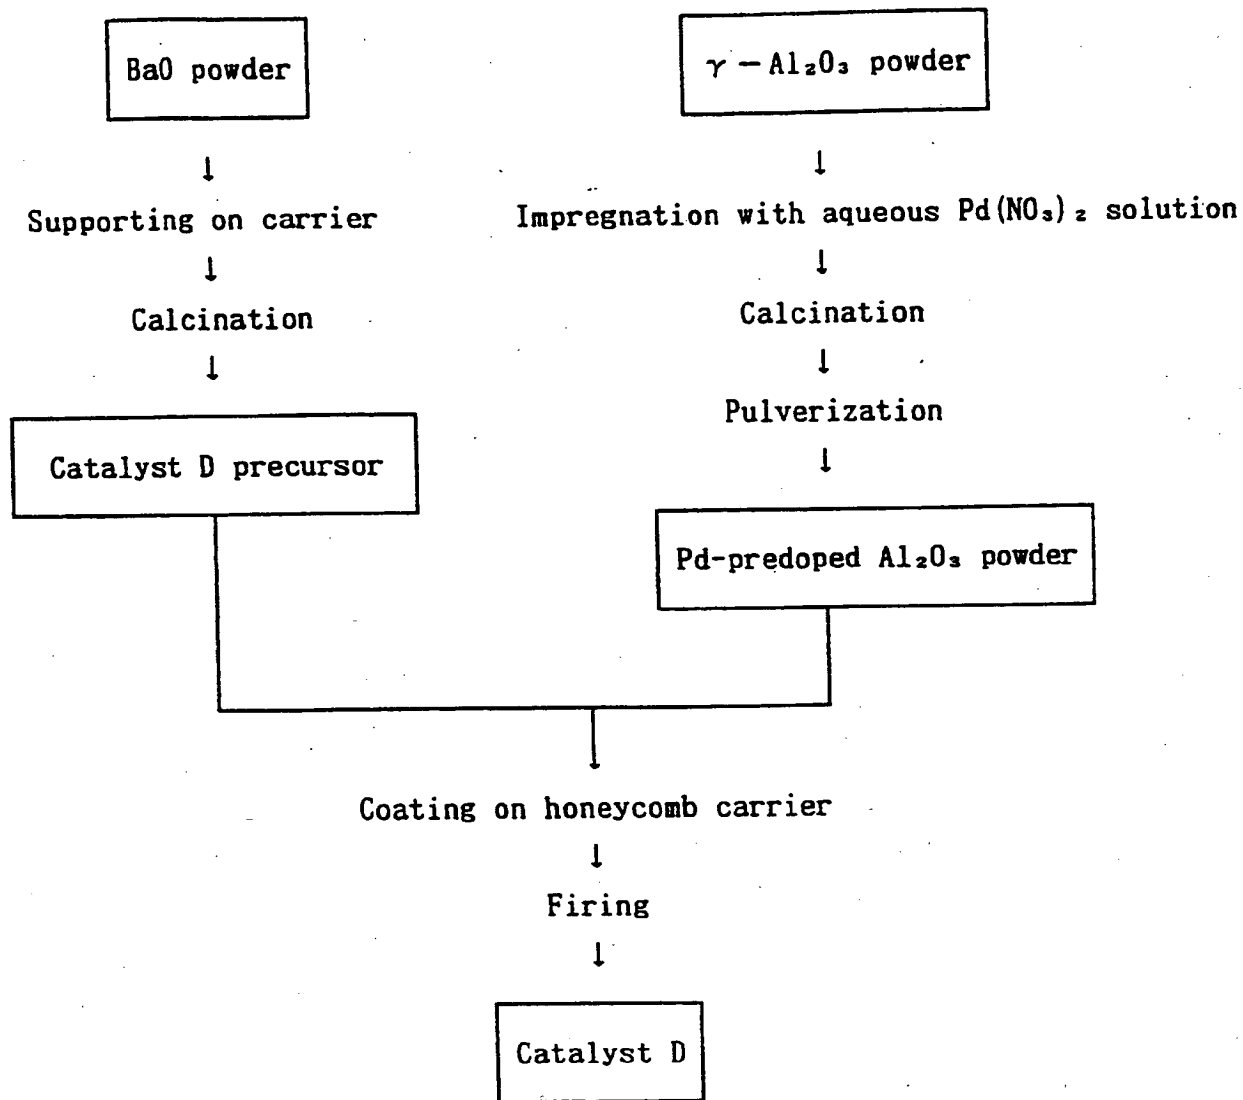 BaO powder
γ-Al₂O₃ powder
↓
↓
Supporting on carrier
Impregnation with aqueous Pd(NO₃)₂ solution
↓
↓
Calcination
Calcination
↓
↓
Pulverization
↓
Catalyst D precursor
Pd-predoped Al₂O₃ powder
Coating on honeycomb carrier
↓
Firing
↓
Catalyst D